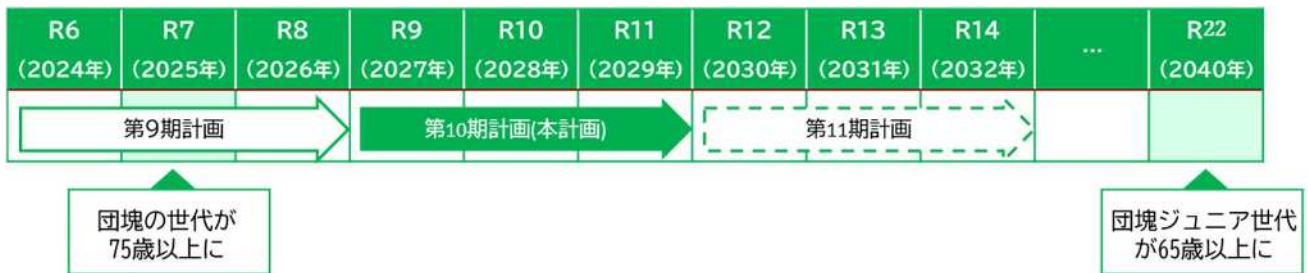 R6 R7 R8 R9 R10 R11 R12 R13 R14 … R22
(2024年) (2025年) (2026年) (2027年) (2028年) (2029年) (2030年) (2031年) (2032年) (2040年)
第9期計画 第10期計画(本計画) 第11期計画
団塊の世代が
75歳以上に
団塊ジュニア世代
が65歳以上に